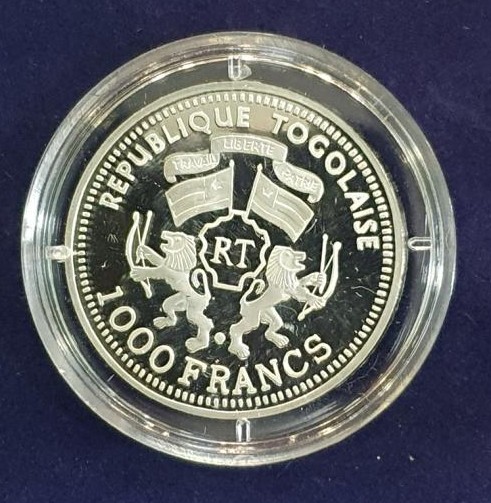 REPUBLIQUE TOGOLAISE
TRAVAIL LIBERTE PATRIE
RT
1000 FRANCS